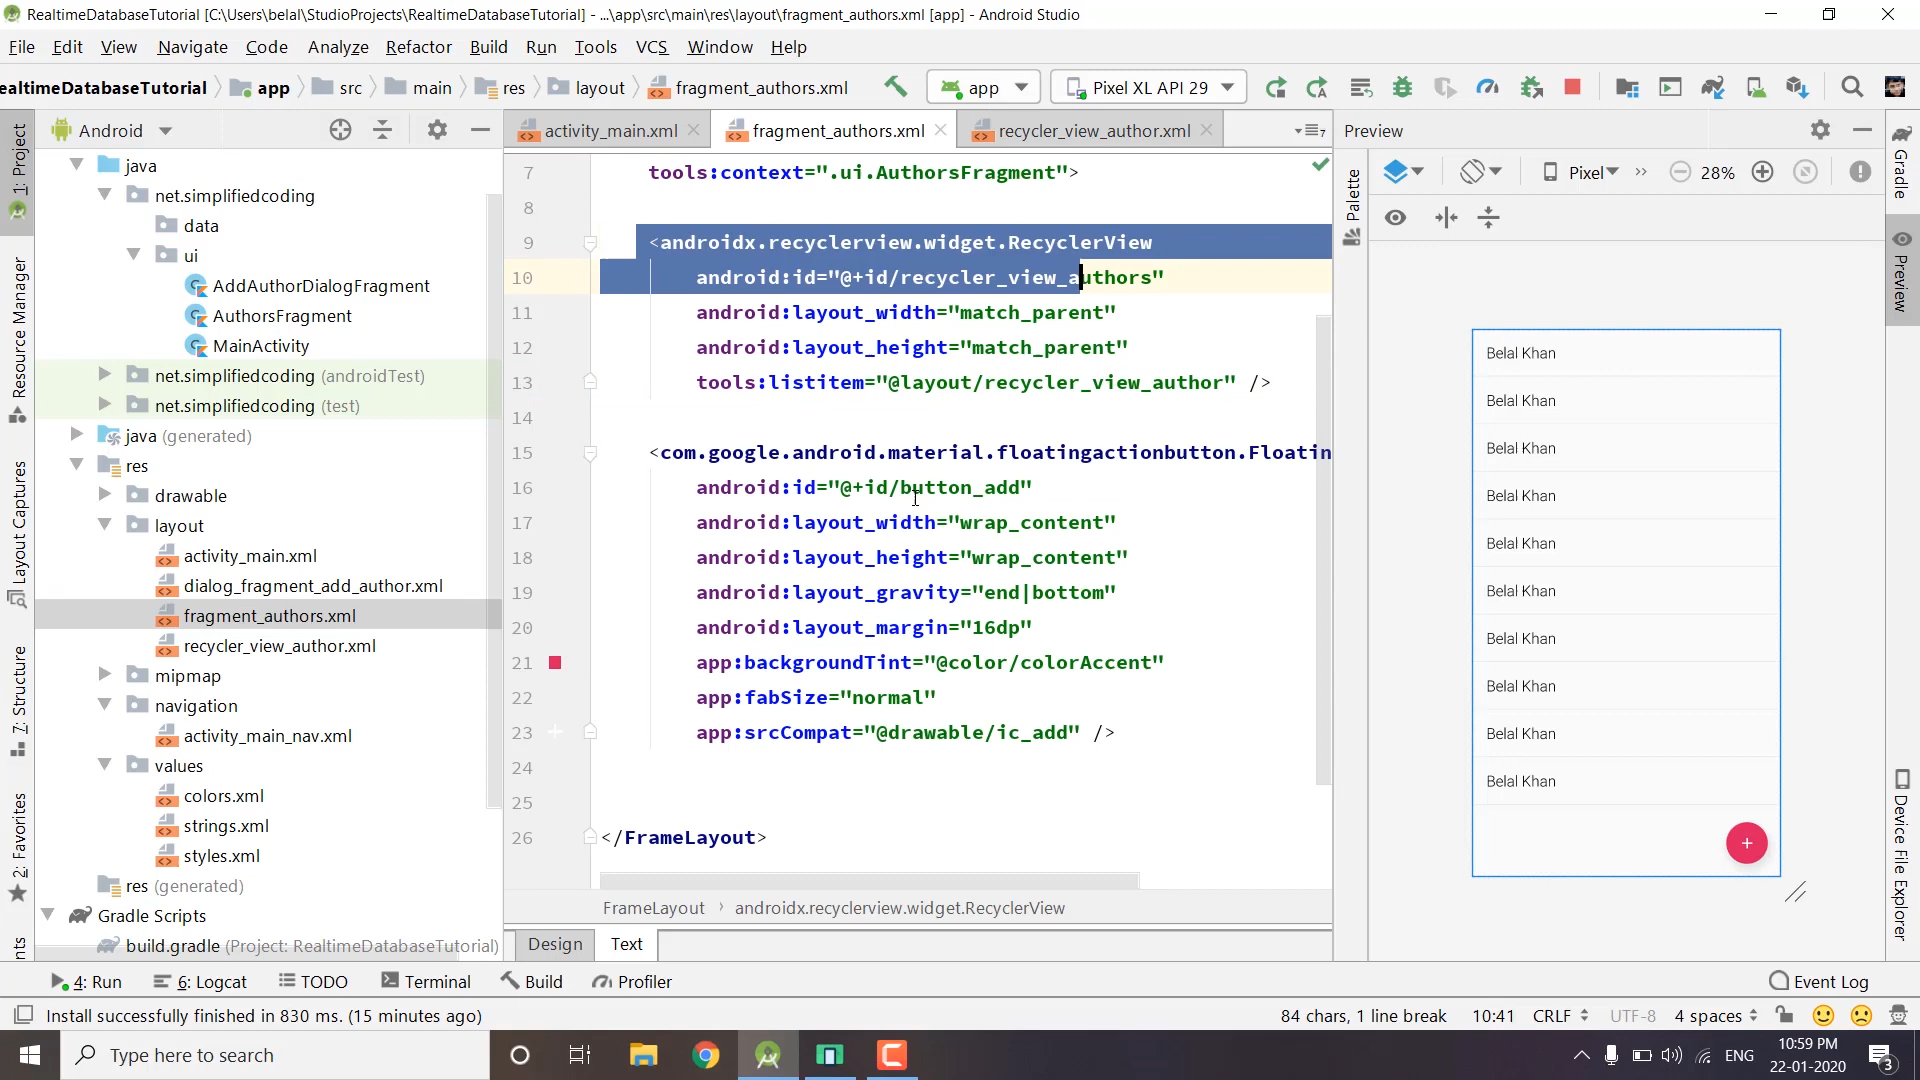 RealtimeDatabaseTutorial [C:\Users\belal\StudioProjects\RealtimeDatabaseTutorial] - ...\app\src\main\res\layout\fragment_authors.xml [app] - Android Studio
File Edit View Navigate Code Analyze Refactor Build Run Tools VCS Window Help
ealtimeDatabaseTutorial app src main res layout fragment_authors.xml app Pixel XL API 29
Android
activity_main.xml fragment_authors.xml recycler_view_author.xml 7
Preview
1: Project
Resource Manager
Layout Captures
7: Structure
2: Favorites
nts
java
net.simplifiedcoding
data
ui
AddAuthorDialogFragment
AuthorsFragment
MainActivity
net.simplifiedcoding (androidTest)
net.simplifiedcoding (test)
java (generated)
res
drawable
layout
activity_main.xml
dialog_fragment_add_author.xml
fragment_authors.xml
recycler_view_author.xml
mipmap
navigation
activity_main_nav.xml
values
colors.xml
strings.xml
styles.xml
res (generated)
Gradle Scripts
build.gradle (Project: RealtimeDatabaseTutorial)
7 tools:context=".ui.AuthorsFragment">
8
9 <androidx.recyclerview.widget.RecyclerView
10 android:id="@+id/recycler_view_authors"
11 android:layout_width="match_parent"
12 android:layout_height="match_parent"
13 tools:listitem="@layout/recycler_view_author" />
14
15 <com.google.android.material.floatingactionbutton.Floatin
16 android:id="@+id/button_add"
17 android:layout_width="wrap_content"
18 android:layout_height="wrap_content"
19 android:layout_gravity="end|bottom"
20 android:layout_margin="16dp"
21 app:backgroundTint="@color/colorAccent"
22 app:fabSize="normal"
23 app:srcCompat="@drawable/ic_add" />
24
25
26 </FrameLayout>
FrameLayout › androidx.recyclerview.widget.RecyclerView
Design Text
Palette
Pixel » 28%
Belal Khan
Belal Khan
Belal Khan
Belal Khan
Belal Khan
Belal Khan
Belal Khan
Belal Khan
Belal Khan
Belal Khan
Gradle
Preview
Device File Explorer
4: Run 6: Logcat TODO Terminal Build Profiler Event Log
Install successfully finished in 830 ms. (15 minutes ago) 84 chars, 1 line break 10:41 CRLF UTF-8 4 spaces
Type here to search
ENG
10:59 PM
22-01-2020
3